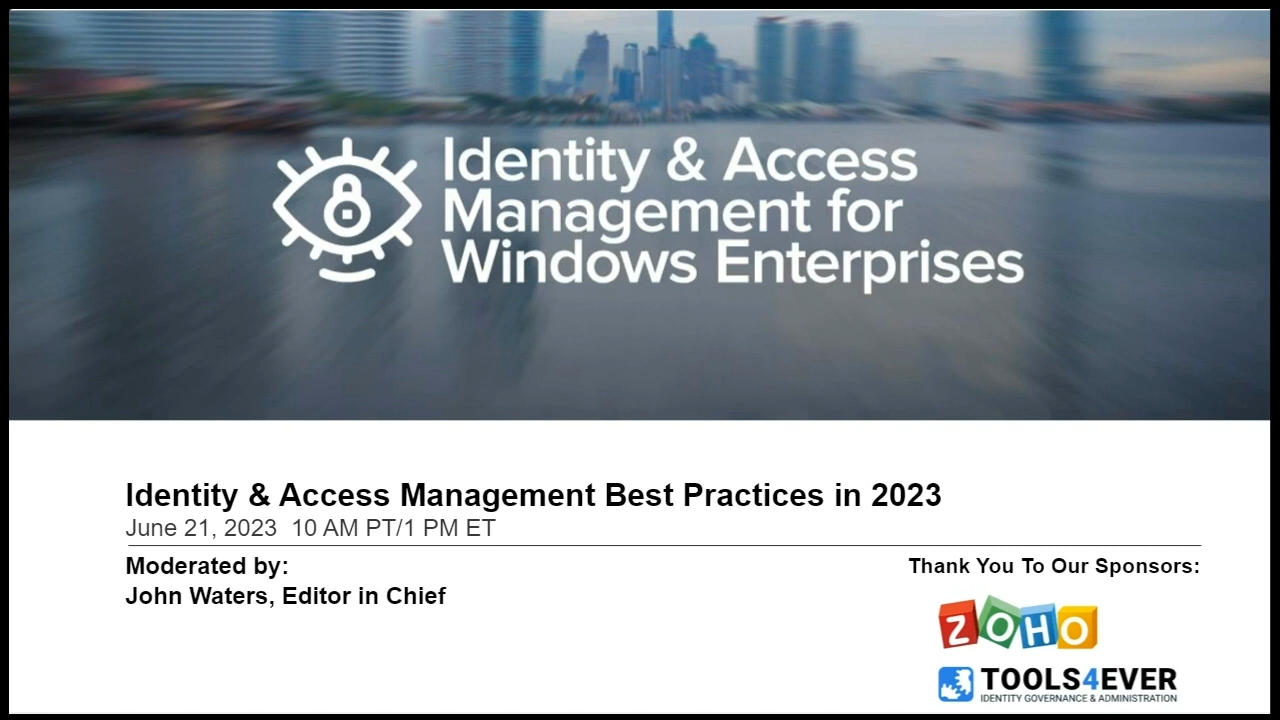 Identity & Access
Management for
Windows Enterprises
Identity & Access Management Best Practices in 2023
June 21, 2023  10 AM PT/1 PM ET
Moderated by:
John Waters, Editor in Chief
Thank You To Our Sponsors:
ZOHO
TOOLS4EVER
IDENTITY GOVERNANCE & ADMINISTRATION